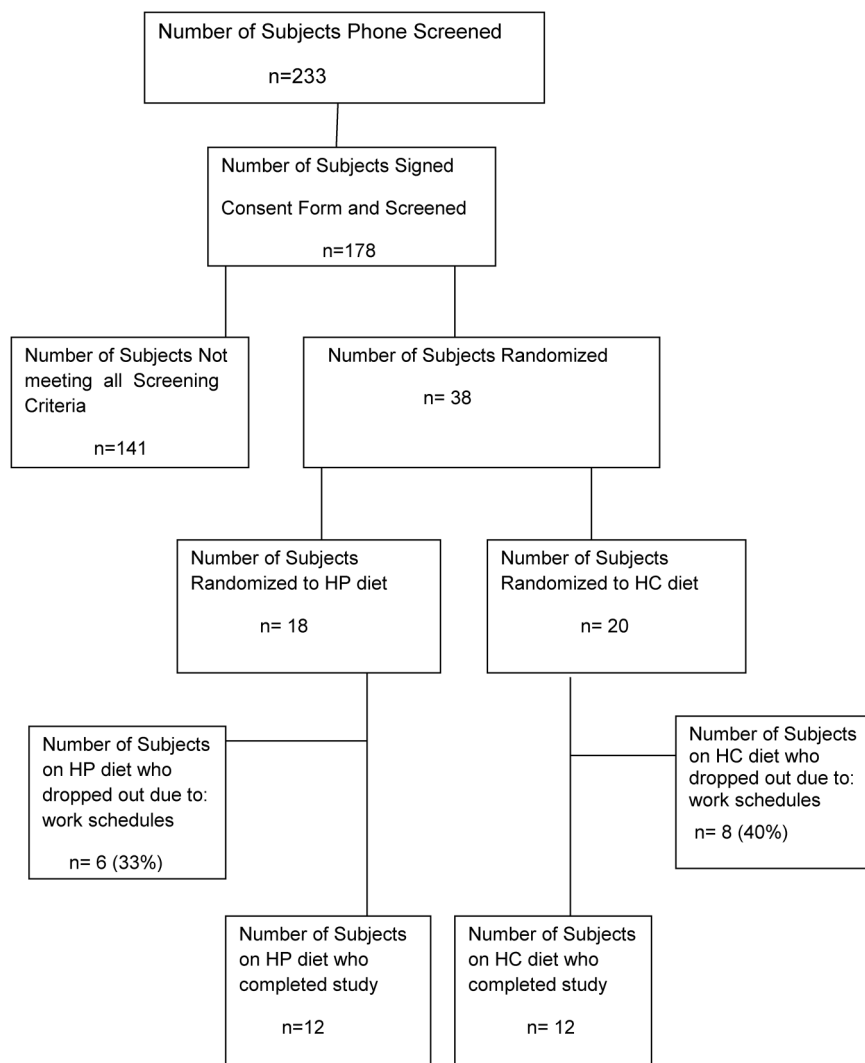 Number of Subjects Phone Screened
n=233
Number of Subjects Signed
Consent Form and Screened
n=178
Number of Subjects Not
meeting all Screening
Criteria
n=141
Number of Subjects Randomized
n= 38
Number of Subjects
Randomized to HP diet
n= 18
Number of Subjects
Randomized to HC diet
n= 20
Number of Subjects
on HP diet who
dropped out due to:
work schedules
n= 6 (33%)
Number of Subjects
on HC diet who
dropped out due to:
work schedules
n= 8 (40%)
Number of Subjects
on HP diet who
completed study
n=12
Number of Subjects
on HC diet who
completed study
n= 12